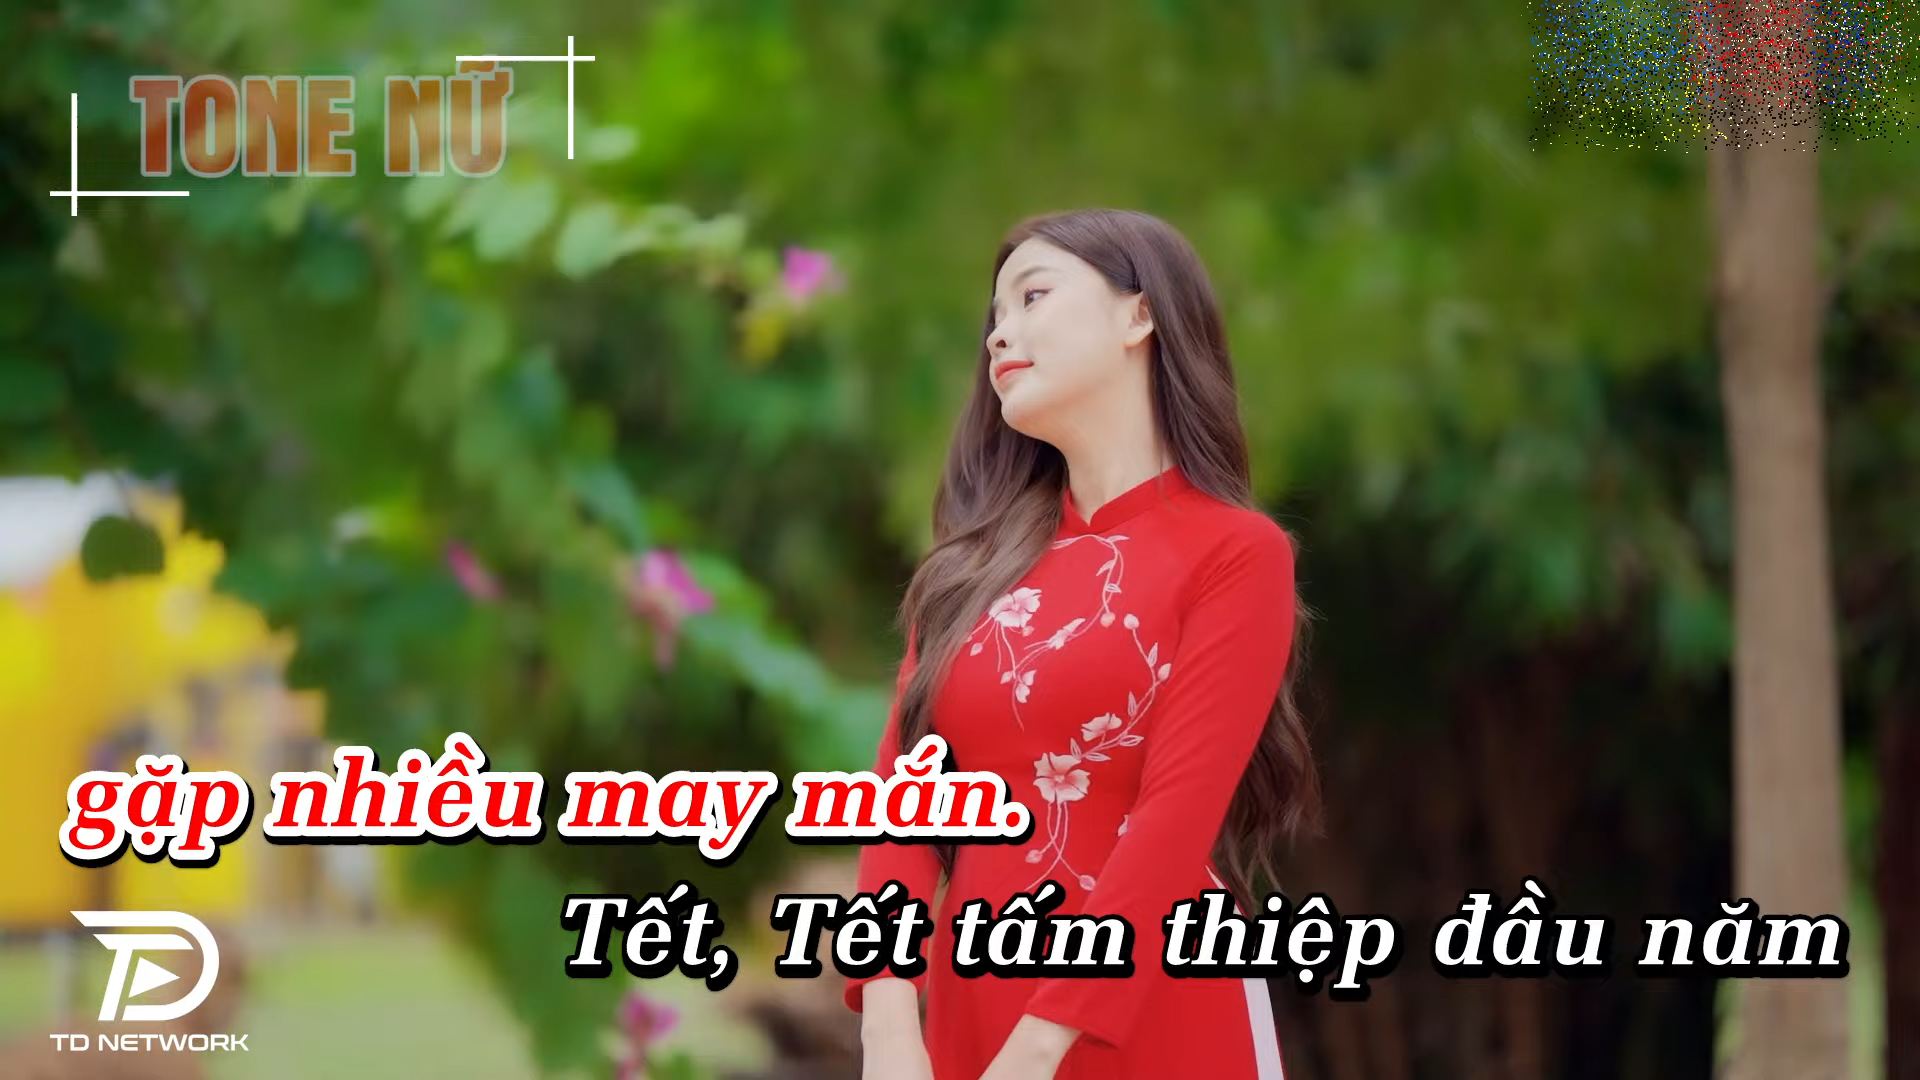 TONE NỮ
gặp nhiều may mắn.
Tết, Tết tấm thiệp đầu năm
TD NETWORK